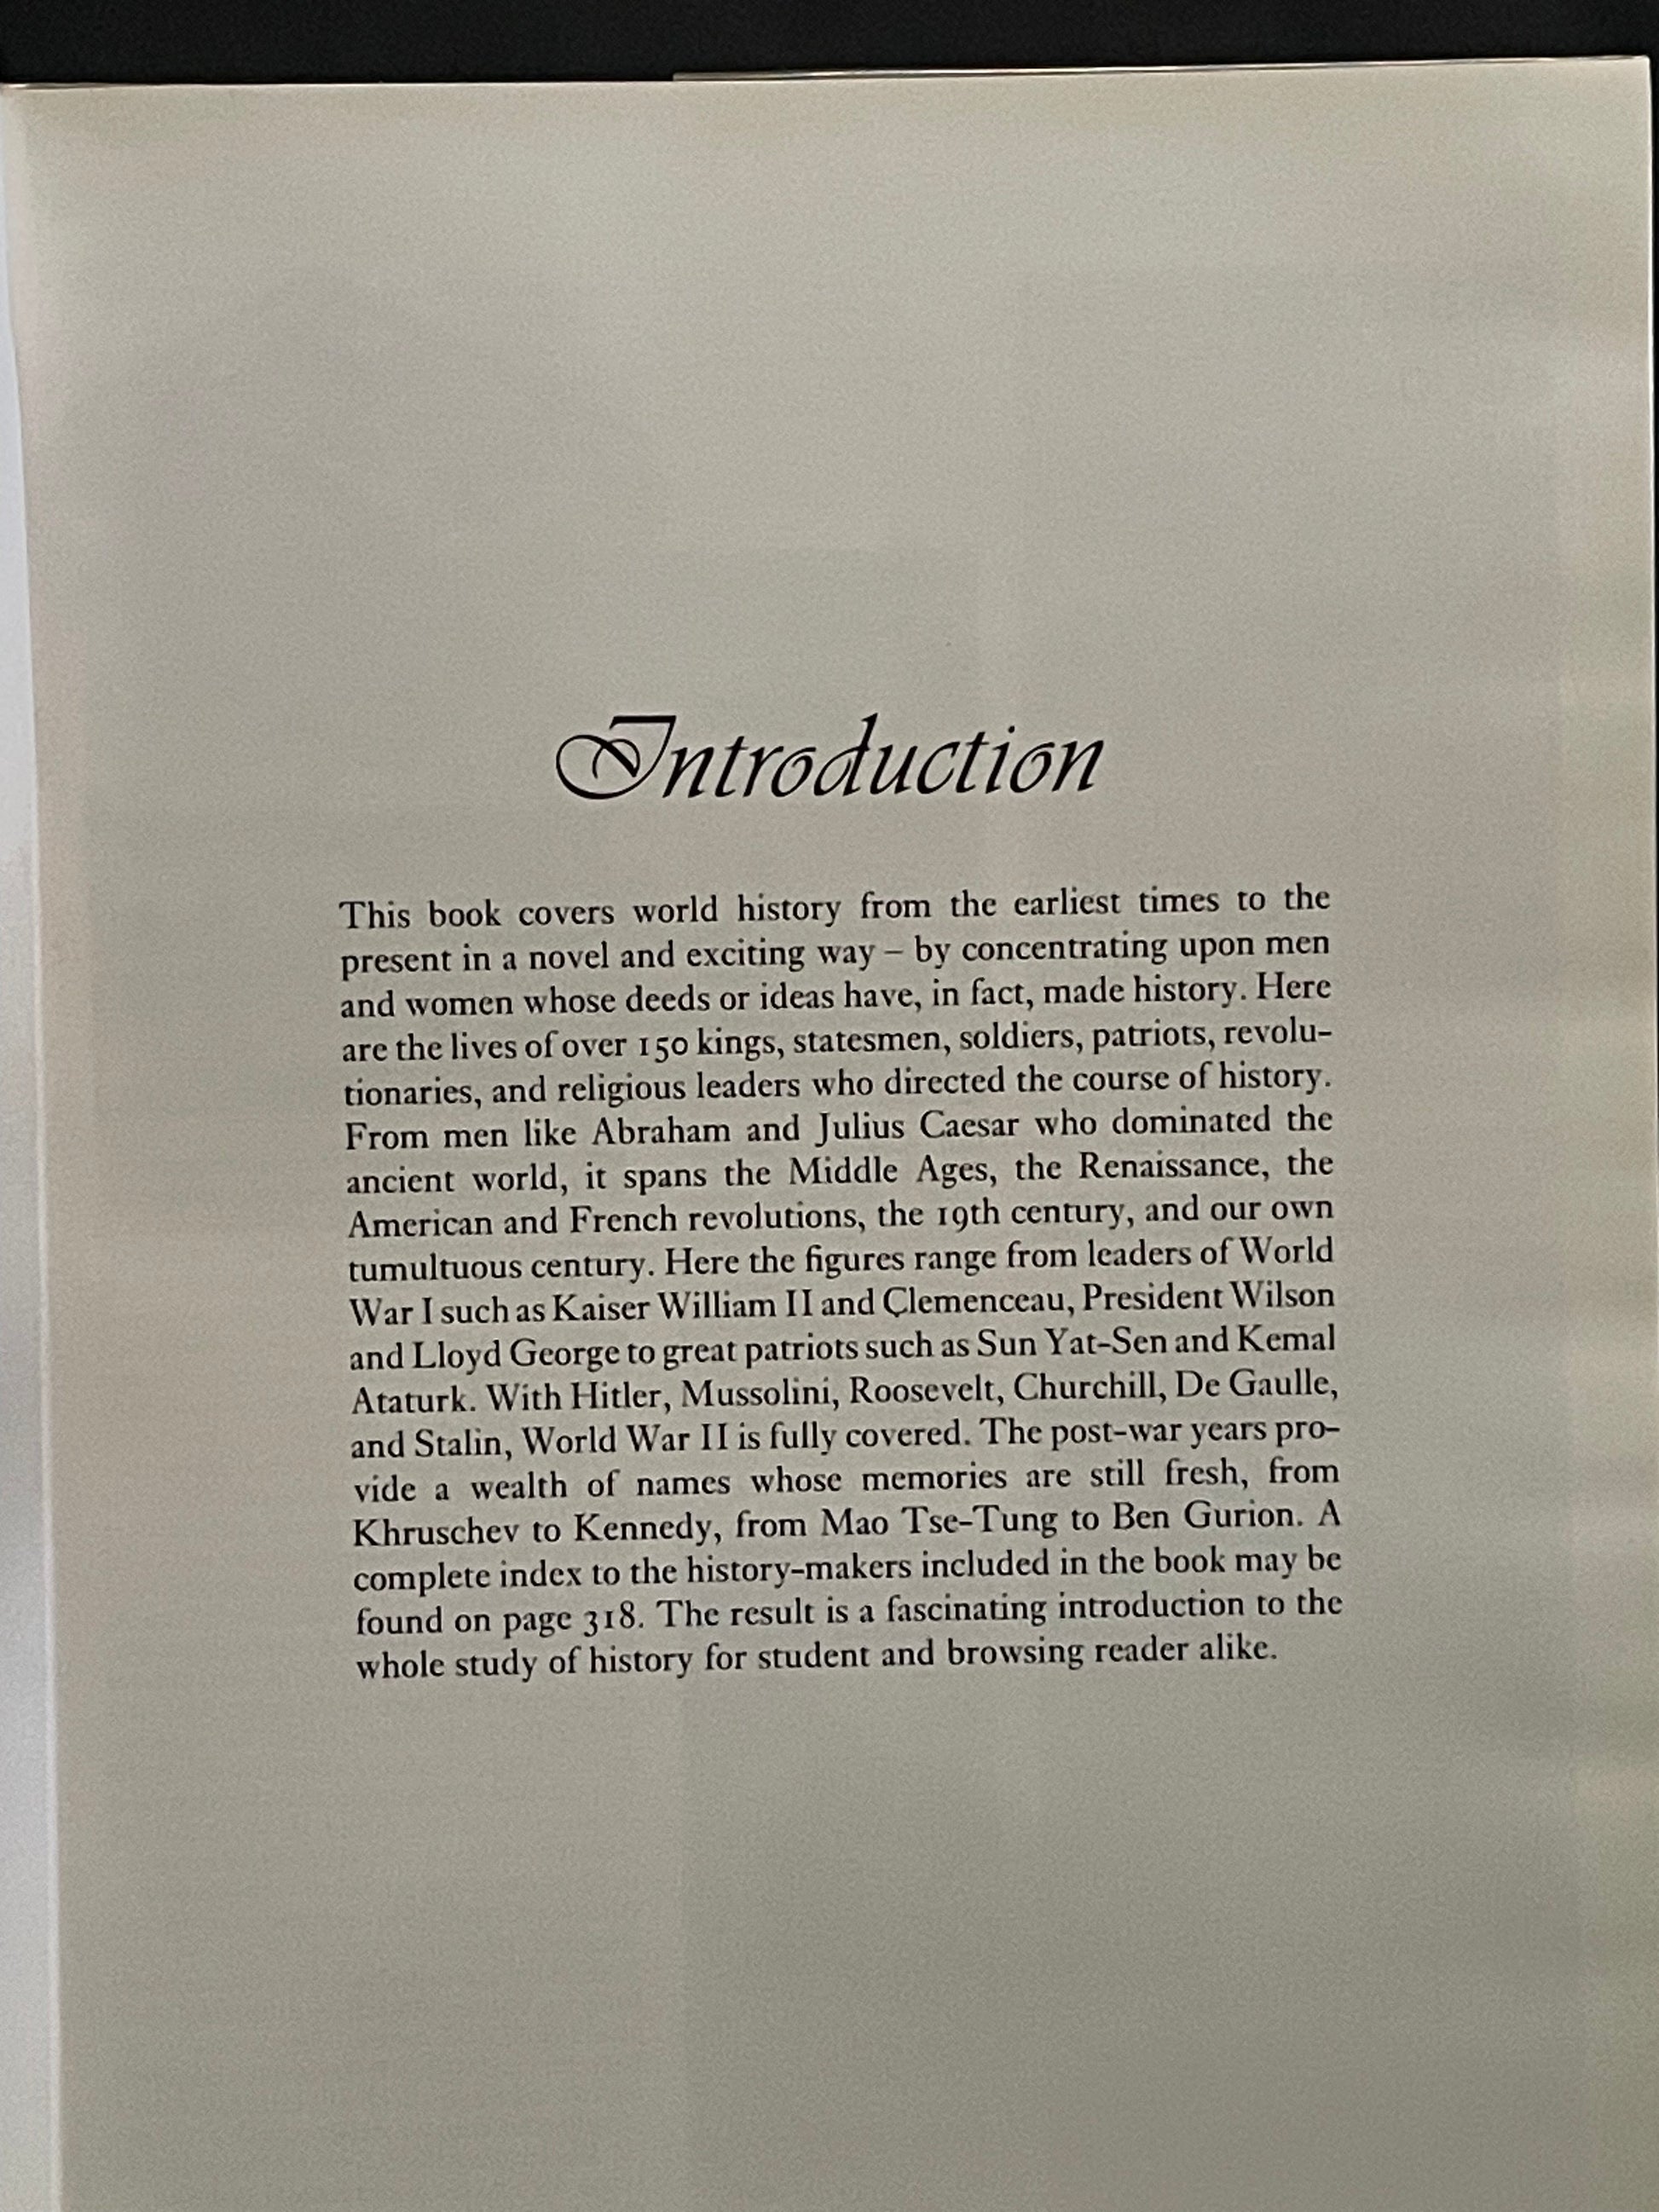 Introduction
This book covers world history from the earliest times to the
present in a novel and exciting way – by concentrating upon men
and women whose deeds or ideas have, in fact, made history. Here
are the lives of over 150 kings, statesmen, soldiers, patriots, revolu-
tionaries, and religious leaders who directed the course of history.
From men like Abraham and Julius Caesar who dominated the
ancient world, it spans the Middle Ages, the Renaissance, the
American and French revolutions, the 19th century, and our own
tumultuous century. Here the figures range from leaders of World
War I such as Kaiser William II and Clemenceau, President Wilson
and Lloyd George to great patriots such as Sun Yat-Sen and Kemal
Ataturk. With Hitler, Mussolini, Roosevelt, Churchill, De Gaulle,
and Stalin, World War II is fully covered. The post-war years pro-
vide a wealth of names whose memories are still fresh, from
Khruschev to Kennedy, from Mao Tse-Tung to Ben Gurion. A
complete index to the history-makers included in the book may be
found on page 318. The result is a fascinating introduction to the
whole study of history for student and browsing reader alike.